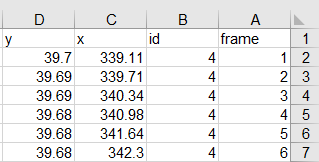 D C B A
y x id frame 1
39.7 339.11 4 1 2
39.69 339.71 4 2 3
39.69 340.34 4 3 4
39.68 340.98 4 4 5
39.68 341.64 4 5 6
39.68 342.3 4 6 7